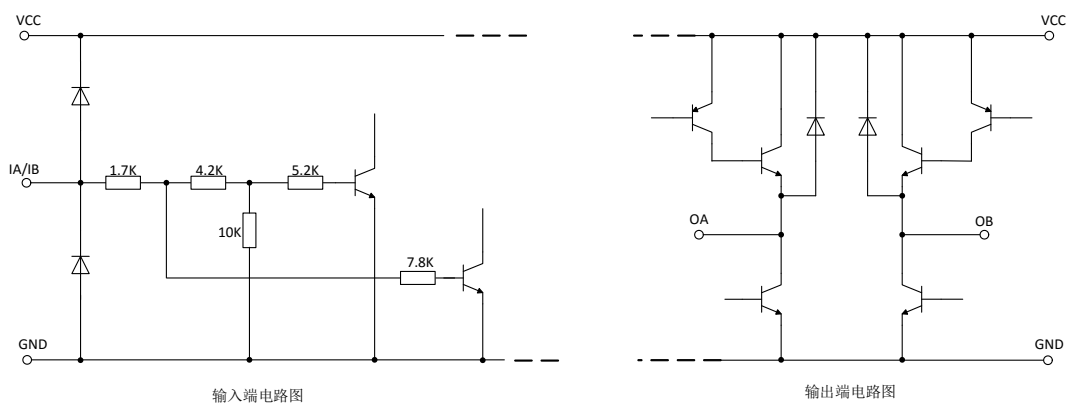 VCC
IA/IB
1.7K
4.2K
5.2K
10K
7.8K
GND
输入端电路图
VCC
OA
OB
GND
输出端电路图